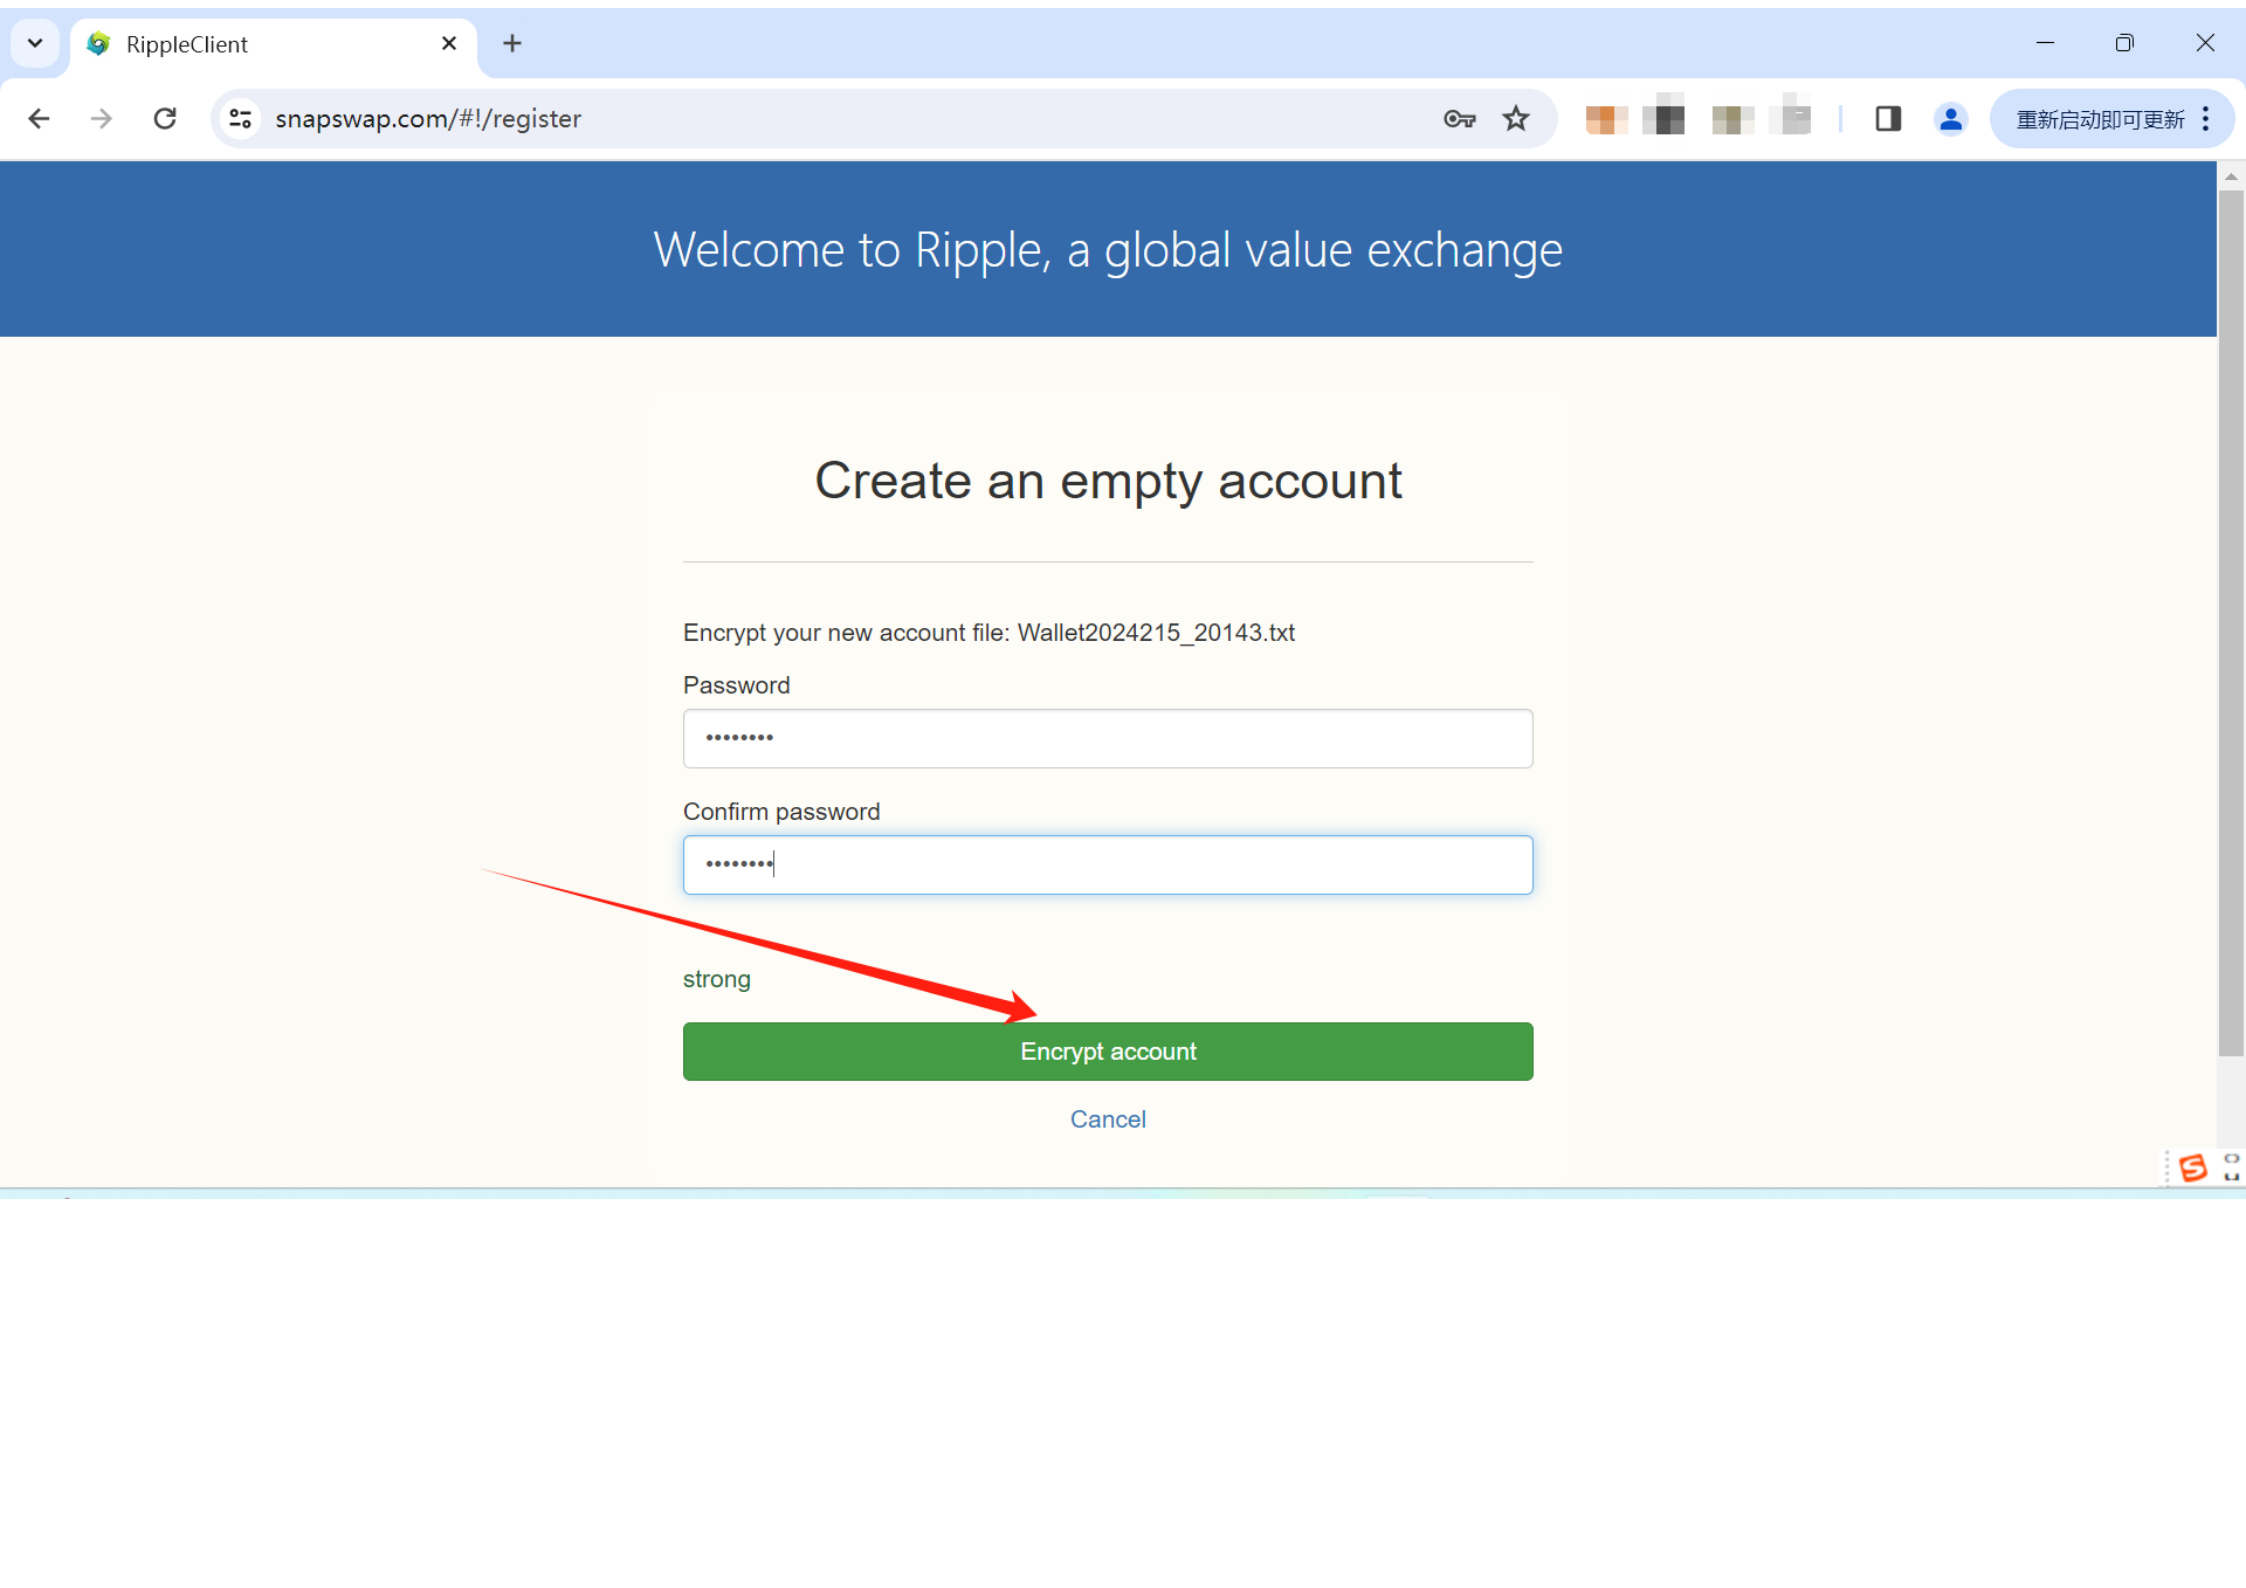 RippleClient
snapswap.com/#!/register
重新启动即可更新
Welcome to Ripple, a global value exchange
Create an empty account
Encrypt your new account file: Wallet2024215_20143.txt
Password
••••••••
Confirm password
••••••••
strong
Encrypt account
Cancel